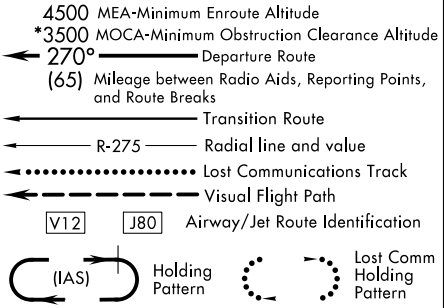 4500 MEA-Minimum Enroute Altitude
*3500 MOCA-Minimum Obstruction Clearance Altitude
270° Departure Route
(65) Mileage between Radio Aids, Reporting Points,
and Route Breaks
Transition Route
R-275 Radial line and value
Lost Communications Track
Visual Flight Path
V12 J80 Airway/Jet Route Identification
(IAS) Holding
Pattern
Lost Comm
Holding
Pattern